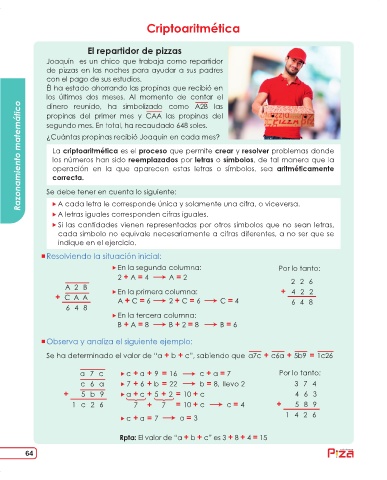 Criptoaritmética
El repartidor de pizzas
Joaquín es un chico que trabaja como repartidor
de pizzas en las noches para ayudar a sus padres
con el pago de sus estudios.
Él ha estado ahorrando las propinas que recibió en
los últimos dos meses. Al momento de contar el
dinero reunido, ha simbolizado como A2B las
propinas del primer mes y CAA las propinas del
segundo mes. En total, ha recaudado 648 soles.
¿Cuántas propinas recibió Joaquín en cada mes?
PIZZA
Razonamiento matemático
La criptoaritmética es el proceso que permite crear y resolver problemas donde
los números han sido reemplazados por letras o símbolos, de tal manera que la
operación en la que aparecen estas letras o símbolos, sea aritméticamente
correcta.
Se debe tener en cuenta lo siguiente:
A cada letra le corresponde única y solamente una cifra, o viceversa.
A letras iguales corresponden cifras iguales.
Si las cantidades vienen representadas por otros símbolos que no sean letras,
cada símbolo no equivale necesariamente a cifras diferentes, a no ser que se
indique en el ejercicio.
Resolviendo la situación inicial:
A 2 B
+ C A A
6 4 8
En la segunda columna:
2 + A = 4 → A = 2
En la primera columna:
A + C = 6 → 2 + C = 6 → C = 4
En la tercera columna:
B + A = 8 → B + 2 = 8 → B = 6
Por lo tanto:
2 2 6
+ 4 2 2
6 4 8
Observa y analiza el siguiente ejemplo:
Se ha determinado el valor de "a + b + c", sabiendo que a7c + c6a + 5b9 = 1c26
a 7 c
c 6 a
+ 5 b 9
1 c 2 6
c + a + 9 = 16 → c + a = 7
7 + 6 + b = 22 → b = 8, llevo 2
a + c + 5 + 2 = 10 + c
7 + 7 = 10 + c → c = 4
c + a = 7 → a = 3
Por lo tanto:
3 7 4
4 6 3
+ 5 8 9
1 4 2 6
Rpta: El valor de "a + b + c" es 3 + 8 + 4 = 15
64